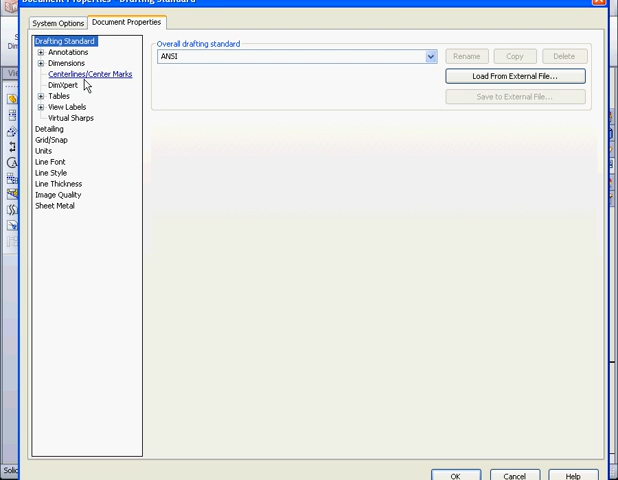 Document Properties - Drafting Standard
System Options
Document Properties
Drafting Standard
Annotations
Dimensions
Centerlines/Center Marks
DimXpert
Tables
View Labels
Virtual Sharps
Detailing
Grid/Snap
Units
Line Font
Line Style
Line Thickness
Image Quality
Sheet Metal
Overall drafting standard
ANSI
Rename
Copy
Delete
Load From External File...
Save to External File...
OK
Cancel
Help